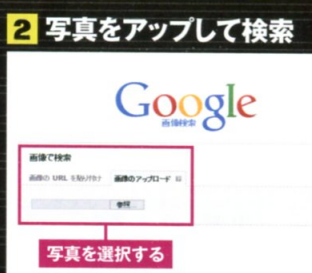 2 写真をアップして検索
Google
画像検索
画像で検索
画像の URL を貼り付け 画像のアップロード
参照...
写真を選択する